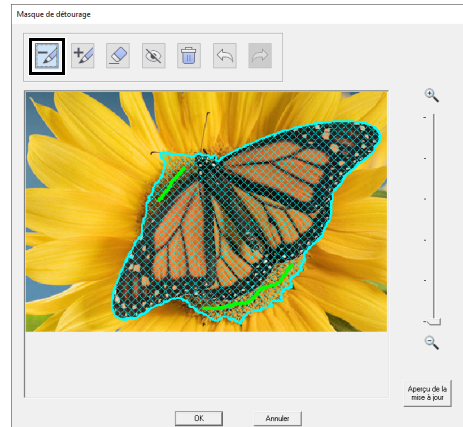 Masque de détourage
Aperçu de la
mise à jour
OK
Annuler